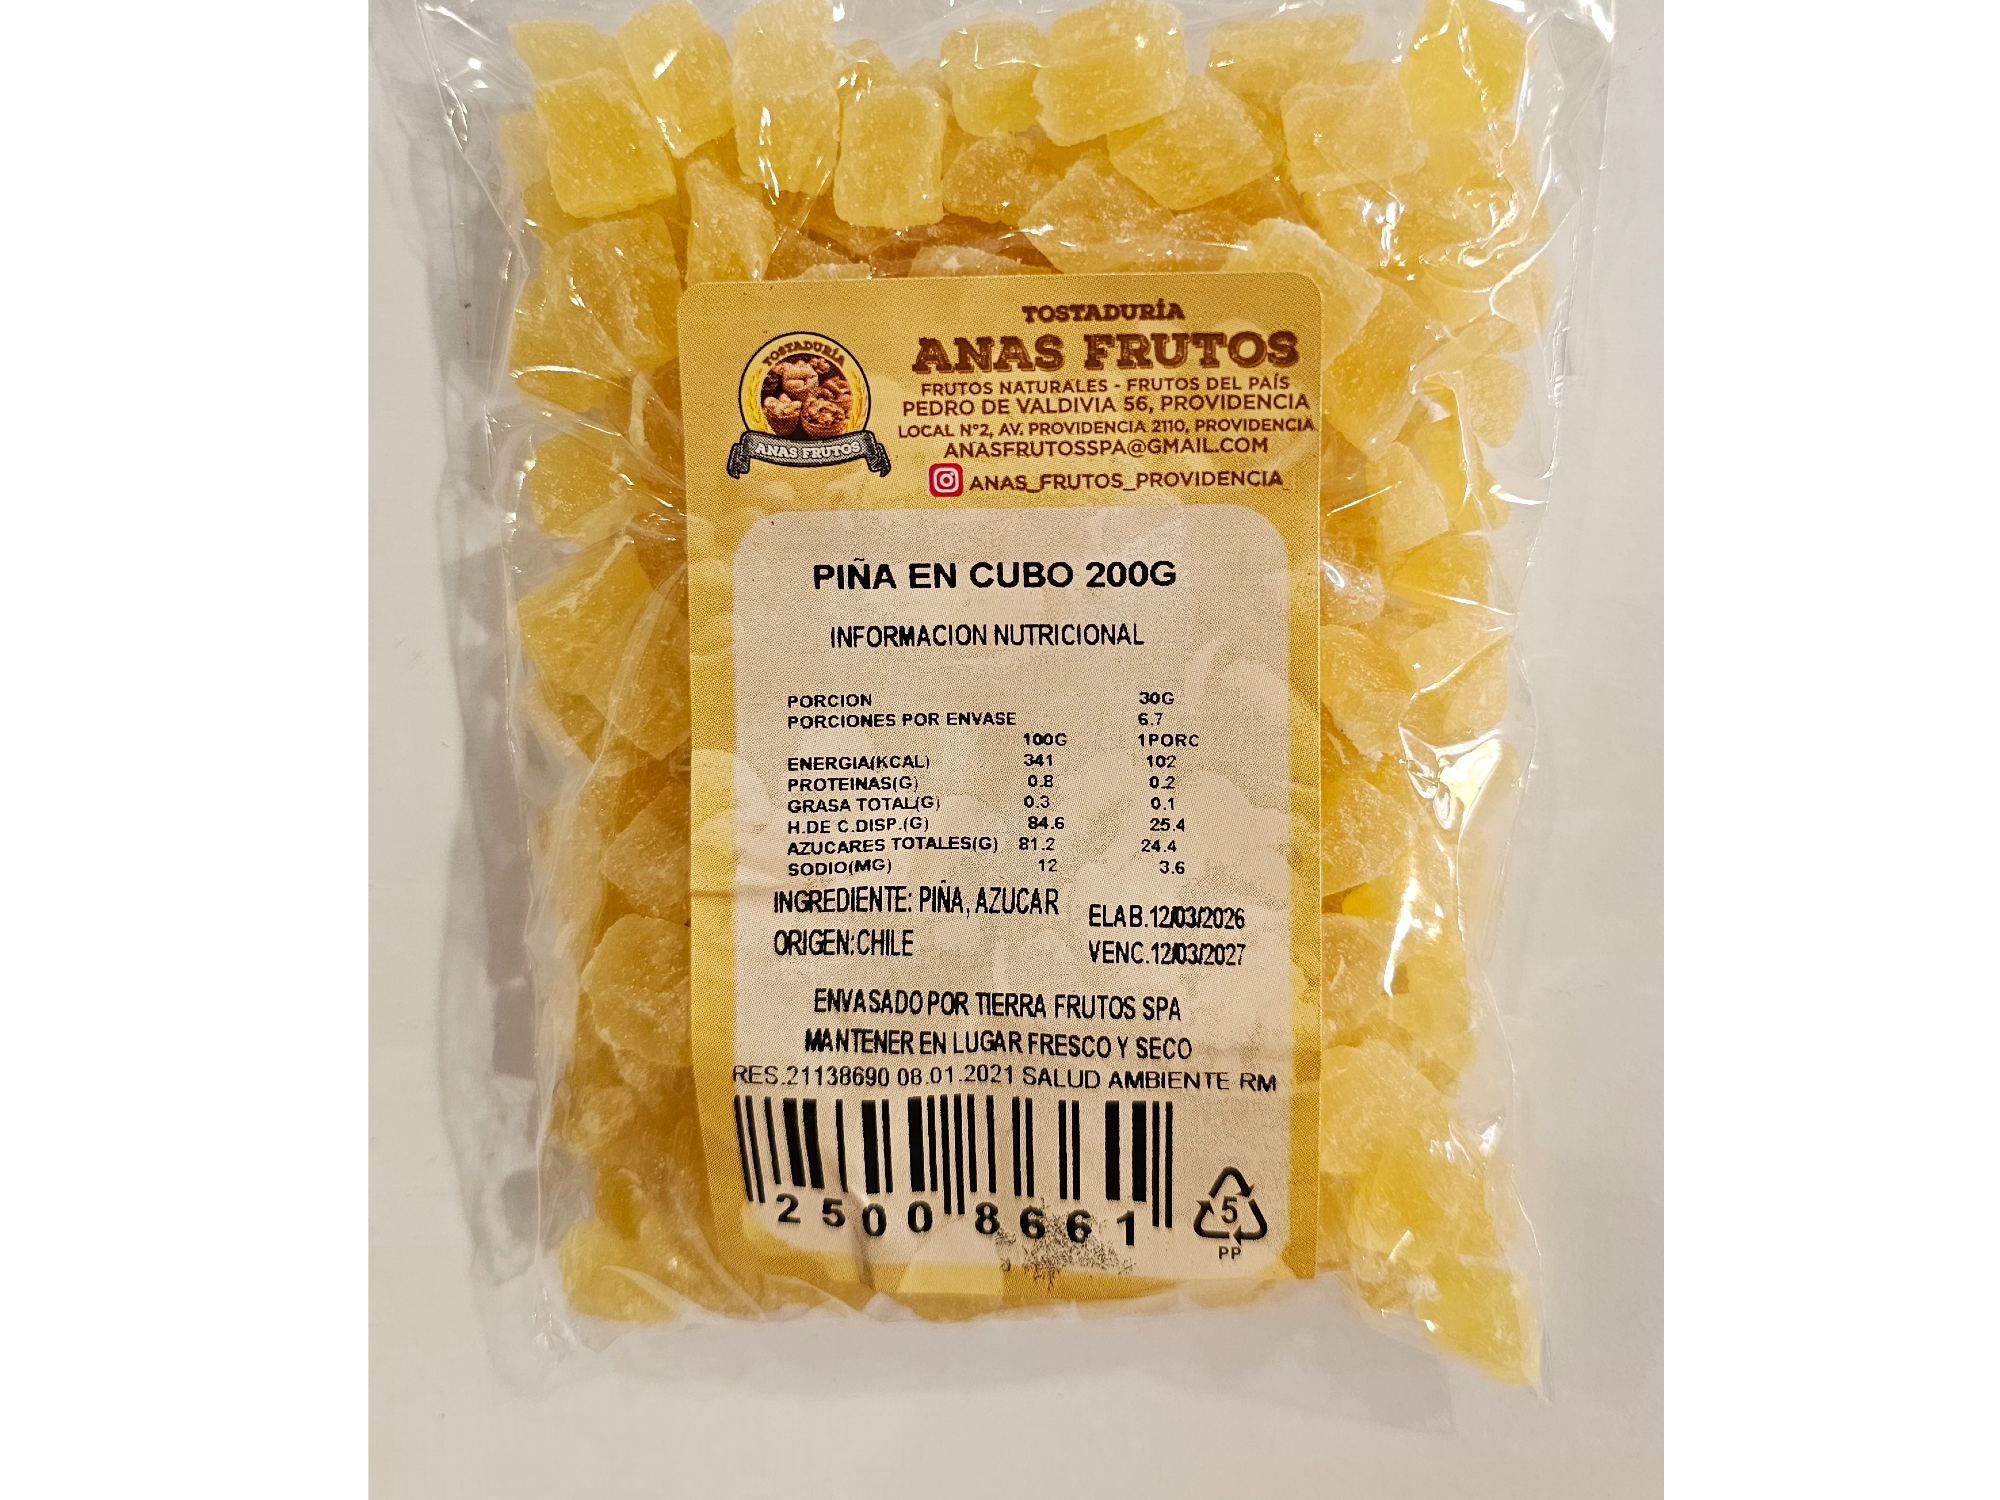 TOSTADURÍA
ANAS FRUTOS
FRUTOS NATURALES - FRUTOS DEL PAÍS
PEDRO DE VALDIVIA 56, PROVIDENCIA
LOCAL N°2, AV. PROVIDENCIA 2110, PROVIDENCIA
ANASFRUTOSSPA@GMAIL.COM
ANAS_FRUTOS_PROVIDENCIA
TOSTADURÍA
ANAS FRUTOS
PIÑA EN CUBO 200G
INFORMACION NUTRICIONAL
PORCION 30G
PORCIONES POR ENVASE 6.7
100G 1PORC
ENERGIA(KCAL) 341 102
PROTEINAS(G) 0.8 0.2
GRASA TOTAL(G) 0.3 0.1
H.DE C.DISP.(G) 84.6 25.4
AZUCARES TOTALES(G) 81.2 24.4
SODIO(MG) 12 3.6
INGREDIENTE: PIÑA, AZUCAR
ELAB.12/03/2026
ORIGEN:CHILE
VENC.12/03/2027
ENVASADO POR TIERRA FRUTOS SPA
MANTENER EN LUGAR FRESCO Y SECO
RES.21138690 08.01.2021 SALUD AMBIENTE RM
2500 8661
5
PP